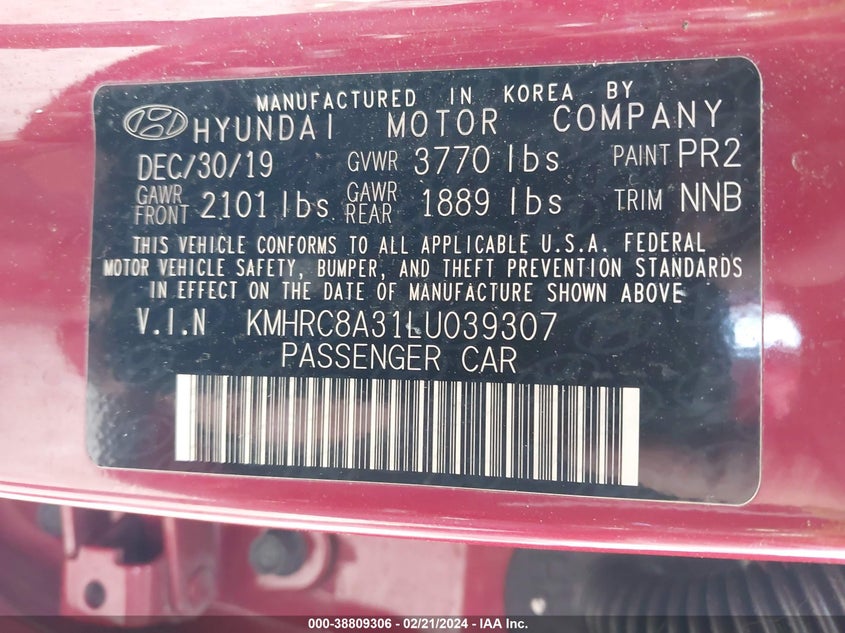 MANUFACTURED IN KOREA BY
HYUNDAI MOTOR COMPANY
DEC/30/19 GVWR 3770 lbs PAINT PR2
GAWR FRONT 2101 lbs GAWR REAR 1889 lbs TRIM NNB
THIS VEHICLE CONFORMS TO ALL APPLICABLE U.S.A. FEDERAL
MOTOR VEHICLE SAFETY, BUMPER, AND THEFT PREVENTION STANDARDS
IN EFFECT ON THE DATE OF MANUFACTURE SHOWN ABOVE
V.I.N KMHRC8A31LU039307
PASSENGER CAR
000-38809306 - 02/21/2024 - IAA Inc.